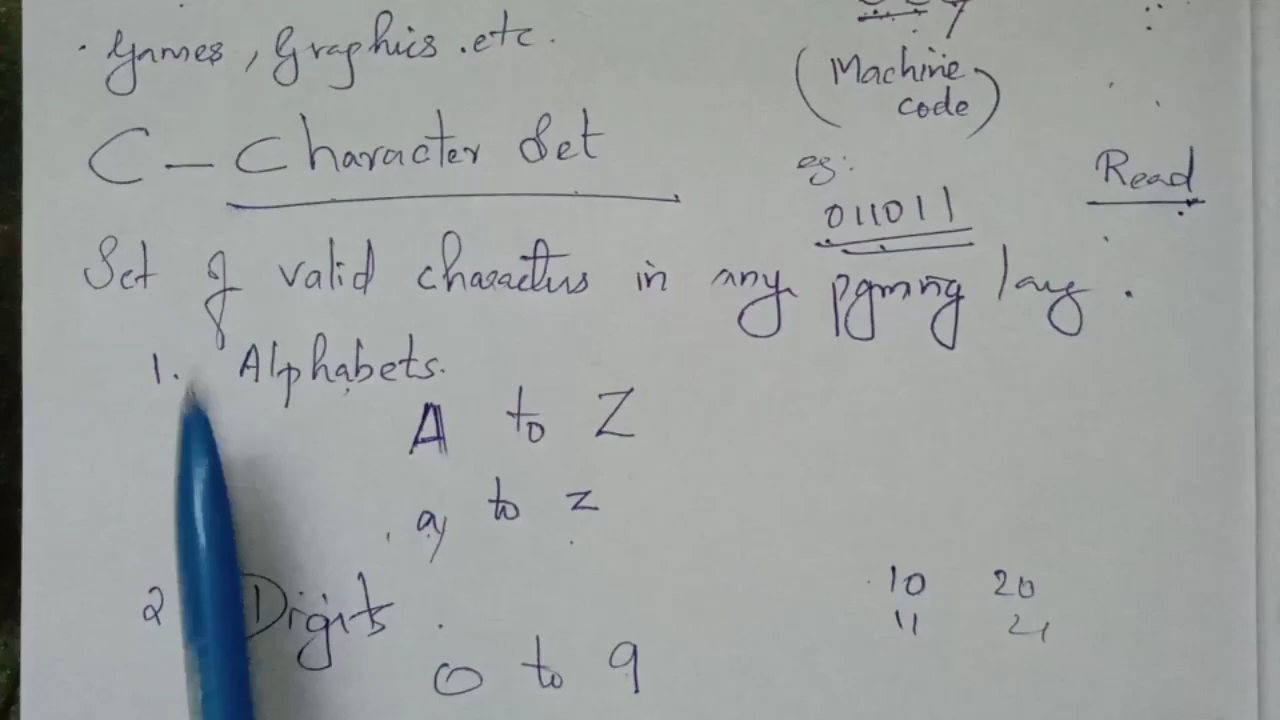 . Games, Graphics .etc.
(Machine code)
C - Character Set
eg:
011011
Read
Set of valid characters in any pgmng lang.
1. Alphabets.
A to Z
a to z
2 Digits.
0 to 9
10 20
11 21